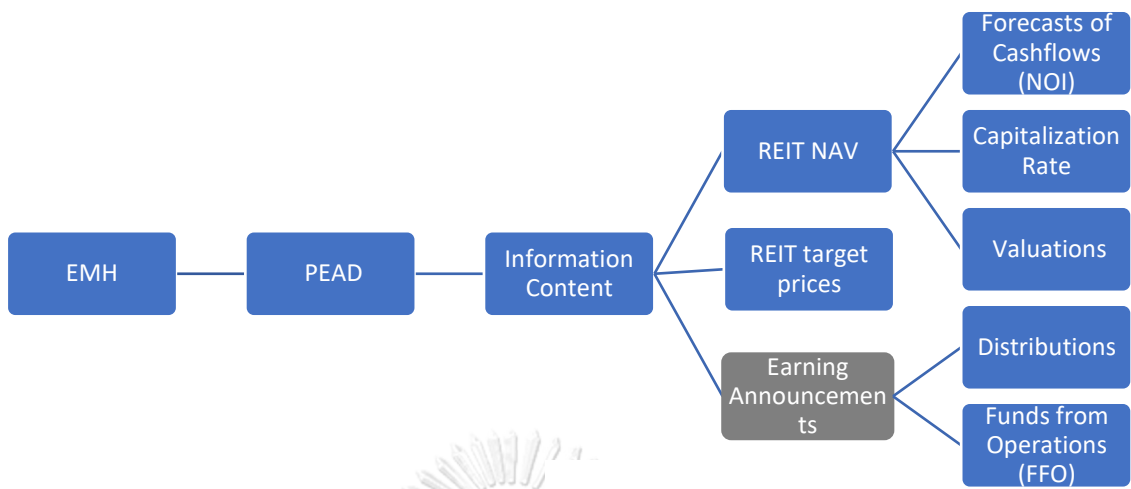 EMH
PEAD
Information
Content
REIT NAV
REIT target
prices
Earning
Announcemen
ts
Forecasts of
Cashflows
(NOI)
Capitalization
Rate
Valuations
Distributions
Funds from
Operations
(FFO)